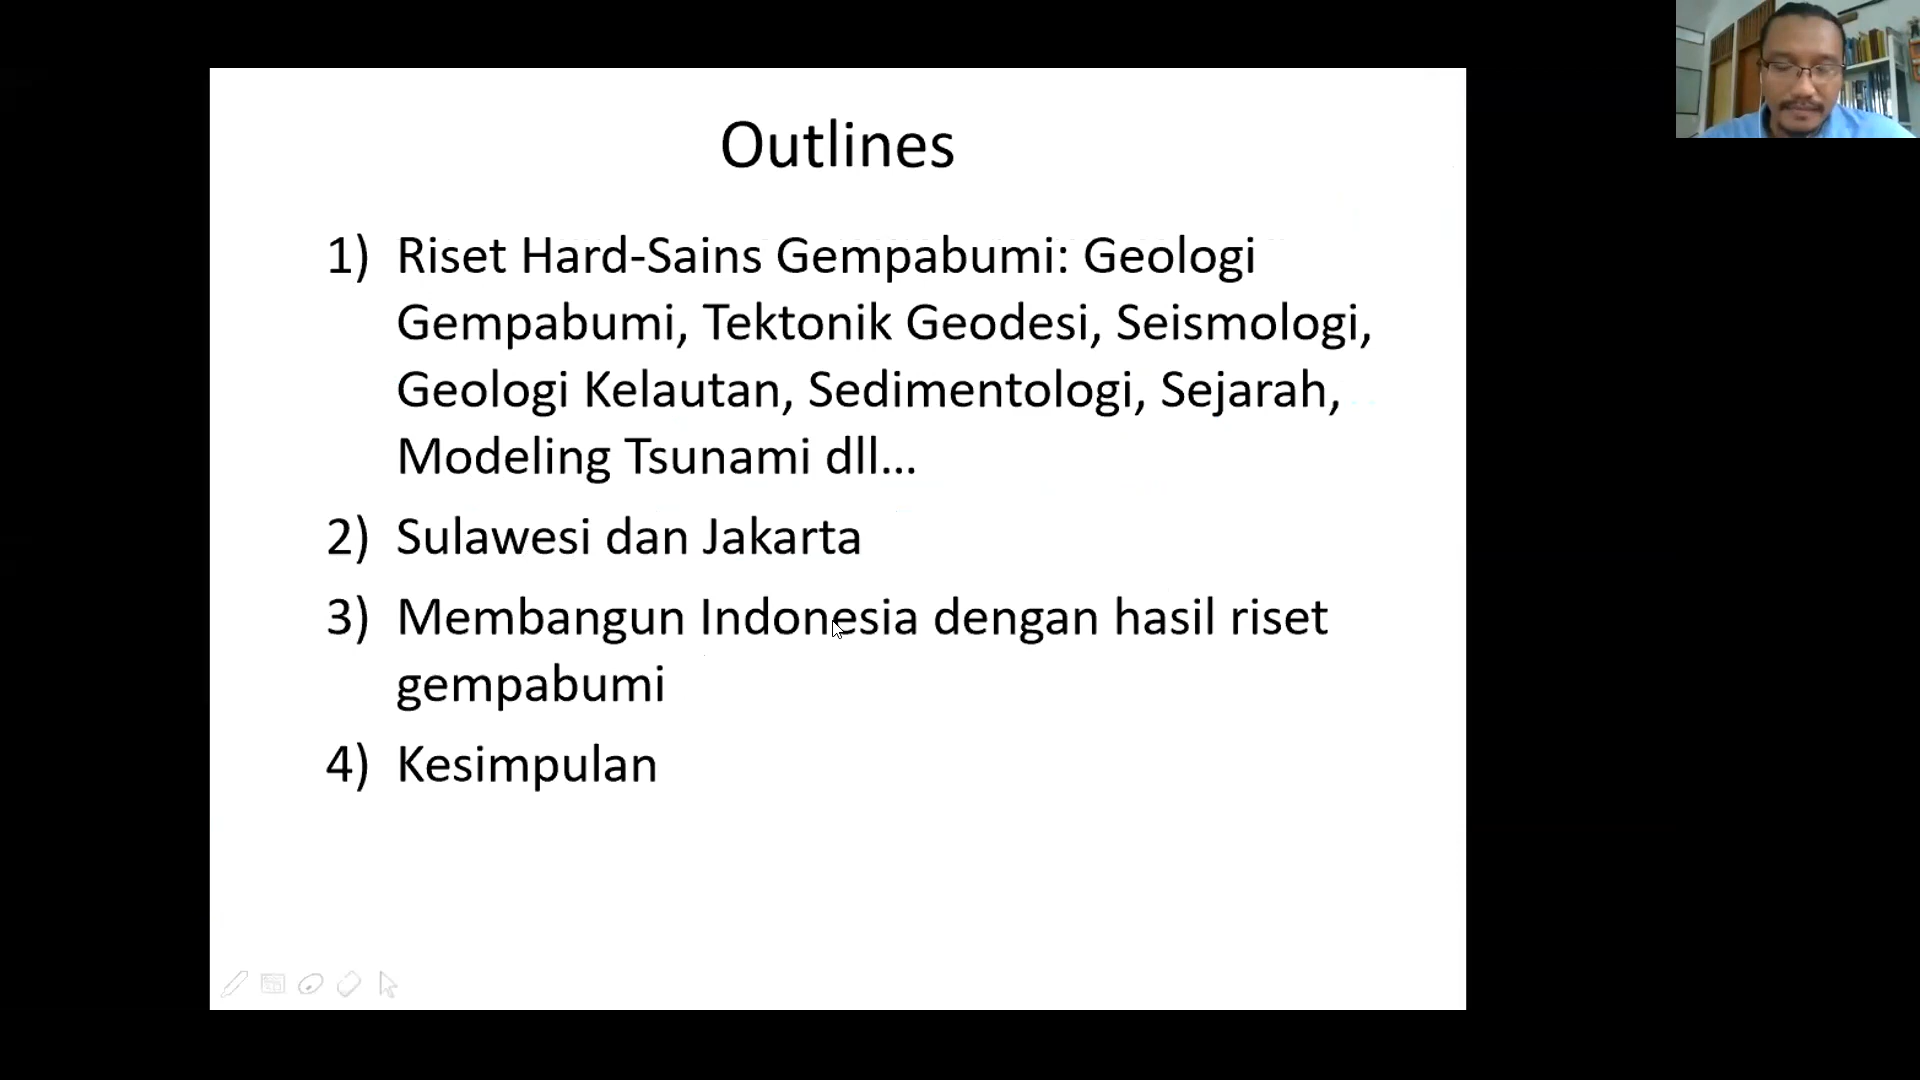 Outlines
1) Riset Hard-Sains Gempabumi: Geologi
Gempabumi, Tektonik Geodesi, Seismologi,
Geologi Kelautan, Sedimentologi, Sejarah,
Modeling Tsunami dll...
2) Sulawesi dan Jakarta
3) Membangun Indonesia dengan hasil riset
gempabumi
4) Kesimpulan